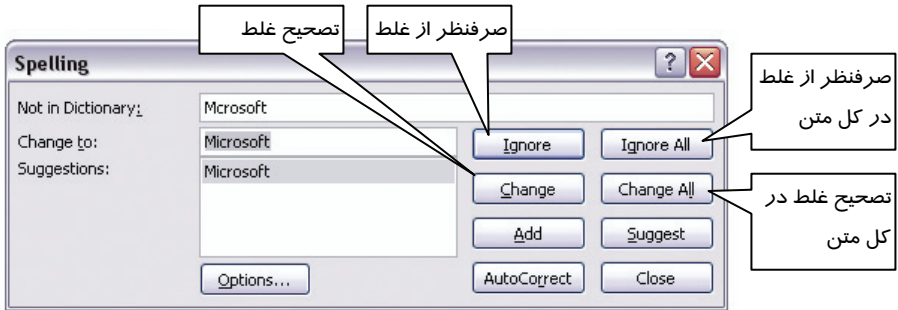 تصحیح غلط
صرفنظر از غلط
Spelling
صرفنظر از غلط
در کل متن
Not in Dictionary:
Mcrosoft
Change to:
Microsoft
Ignore
Ignore All
Suggestions:
Microsoft
Change
Change All
تصحیح غلط در
کل متن
Add
Suggest
Options...
AutoCorrect
Close